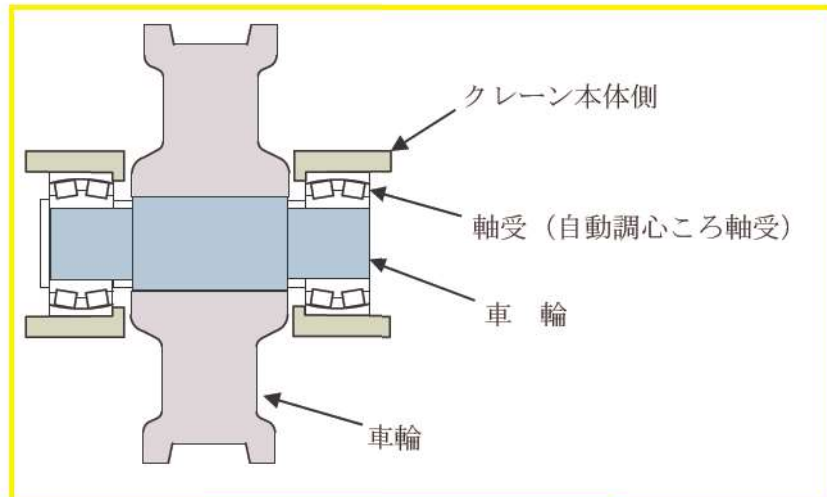 クレーン本体側
軸受（自動調心ころ軸受）
車　輪
車輪